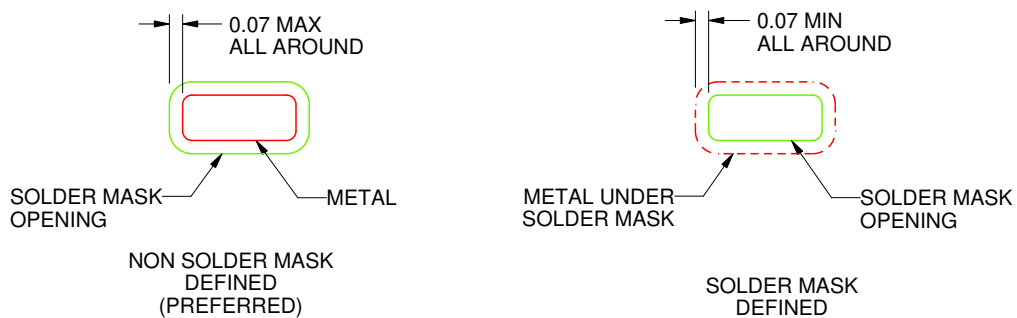 0.07 MAX
ALL AROUND
SOLDER MASK
OPENING
METAL
NON SOLDER MASK
DEFINED
(PREFERRED)
0.07 MIN
ALL AROUND
METAL UNDER
SOLDER MASK
SOLDER MASK
OPENING
SOLDER MASK
DEFINED